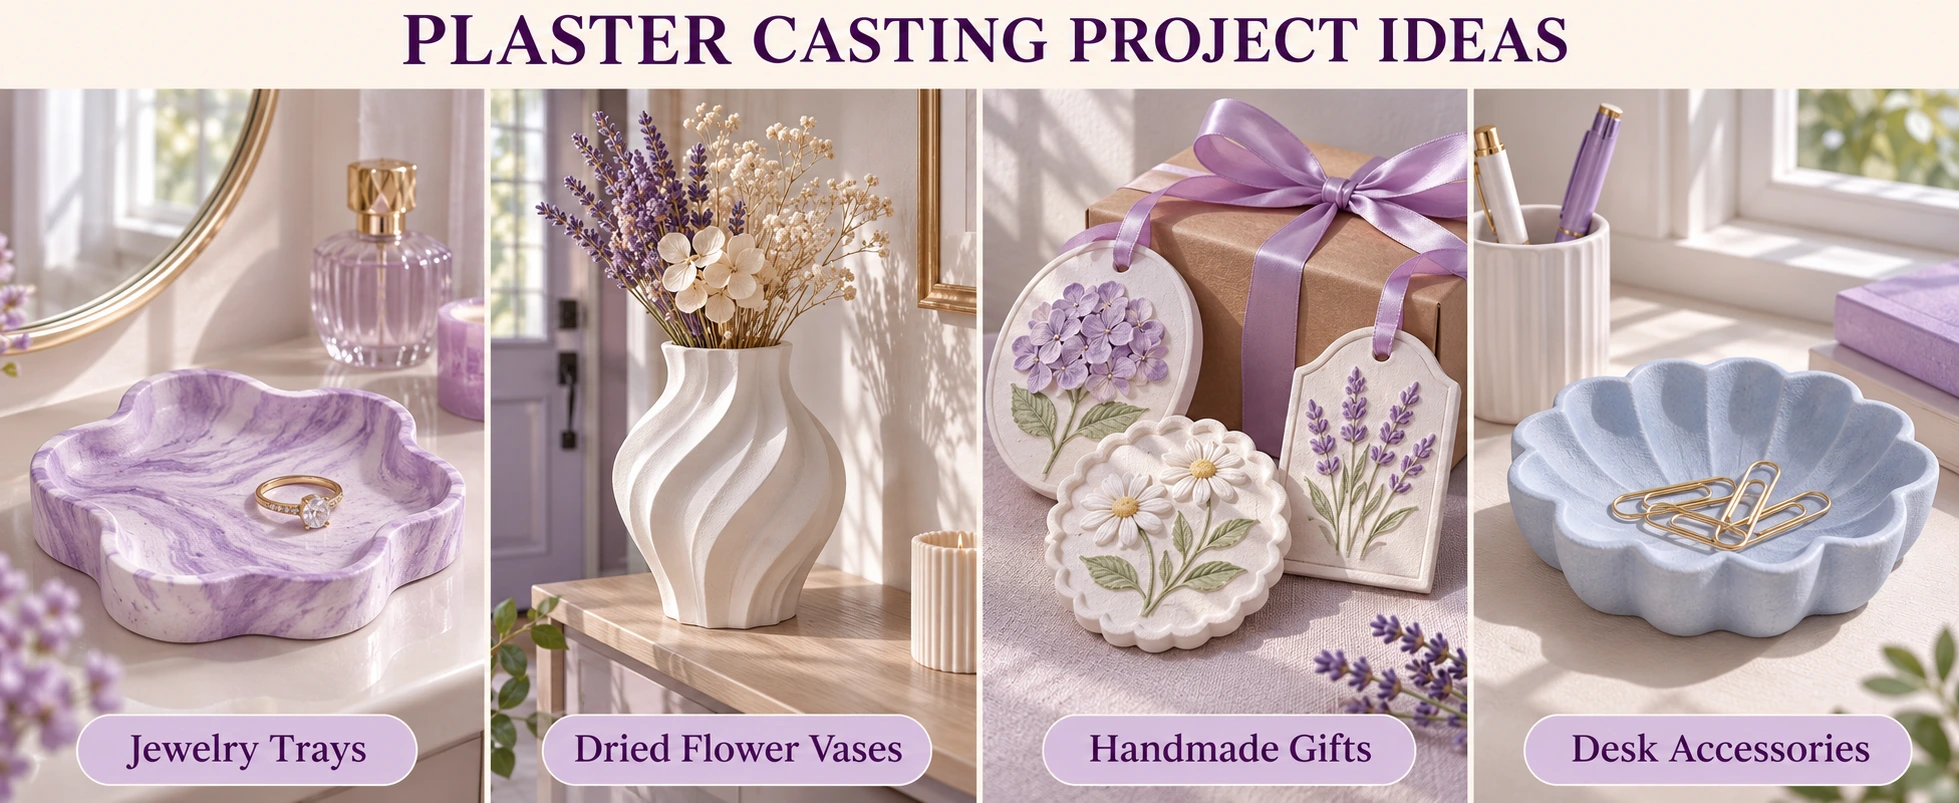 PLASTER CASTING PROJECT IDEAS
Jewelry Trays
Dried Flower Vases
Handmade Gifts
Desk Accessories